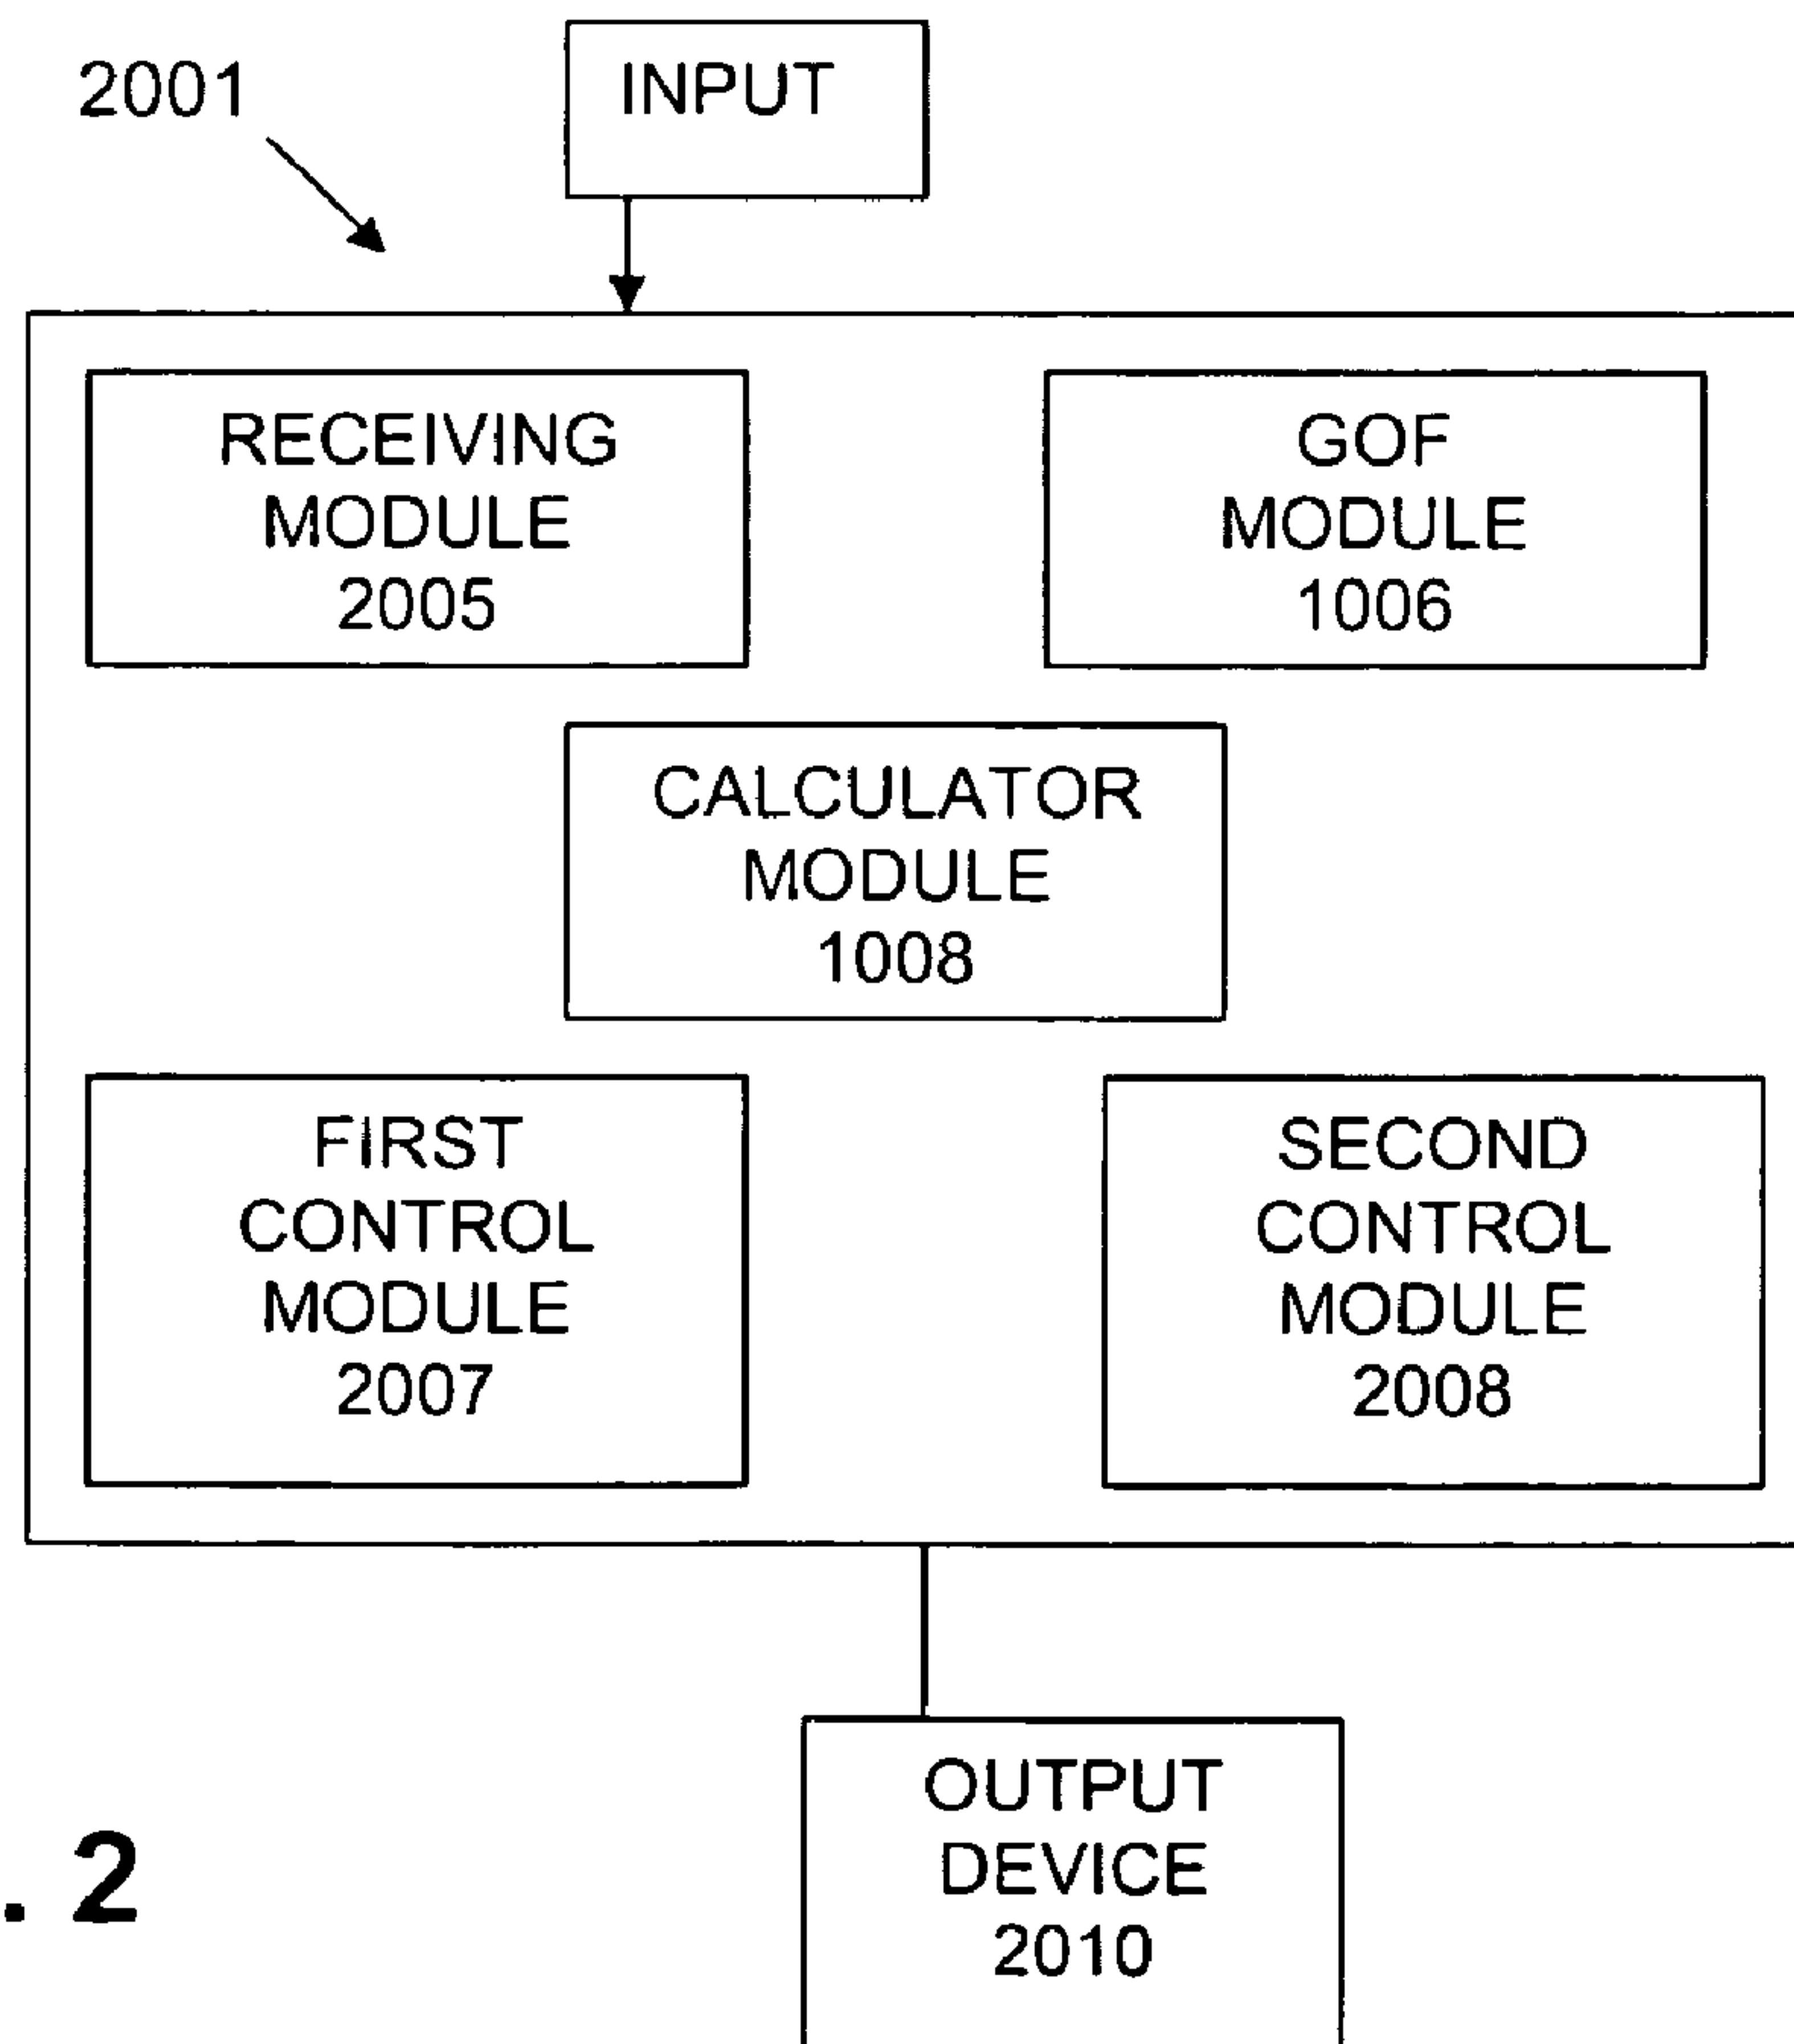 2001
INPUT
RECEIVING
MODULE
2005
GOF
MODULE
1006
CALCULATOR
MODULE
1008
FIRST
CONTROL
MODULE
2007
SECOND
CONTROL
MODULE
2008
OUTPUT
DEVICE
2010
. 2